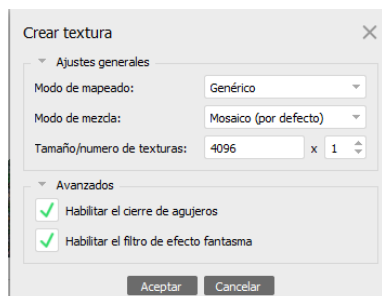 Crear textura
Ajustes generales
Modo de mapeado: Genérico
Modo de mezcla: Mosaico (por defecto)
Tamaño/numero de texturas: 4096 x 1
Avanzados
Habilitar el cierre de agujeros
Habilitar el filtro de efecto fantasma
Aceptar Cancelar